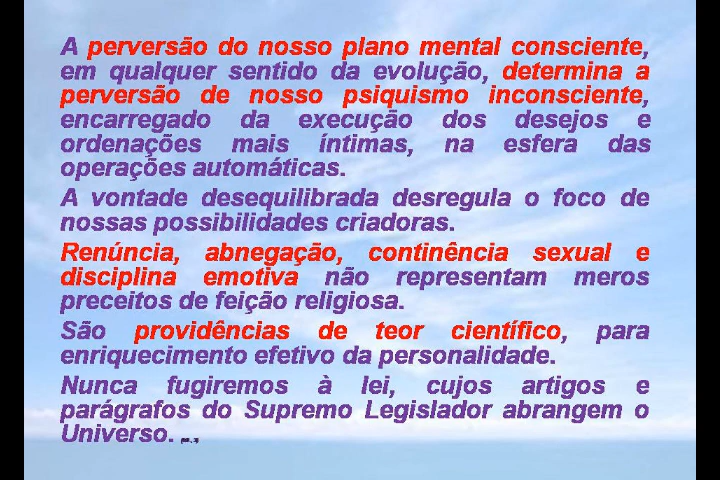 A perversão do nosso plano mental consciente,
em qualquer sentido da evolução, determina a
perversão de nosso psiquismo inconsciente,
encarregado da execução dos desejos e
ordenações mais íntimas, na esfera das
operações automáticas.
A vontade desequilibrada desregula o foco de
nossas possibilidades criadoras.
Renúncia, abnegação, continência sexual e
disciplina emotiva não representam meros
preceitos de feição religiosa.
São providências de teor científico, para
enriquecimento efetivo da personalidade.
Nunca fugiremos à lei, cujos artigos e
parágrafos do Supremo Legislador abrangem o
Universo.